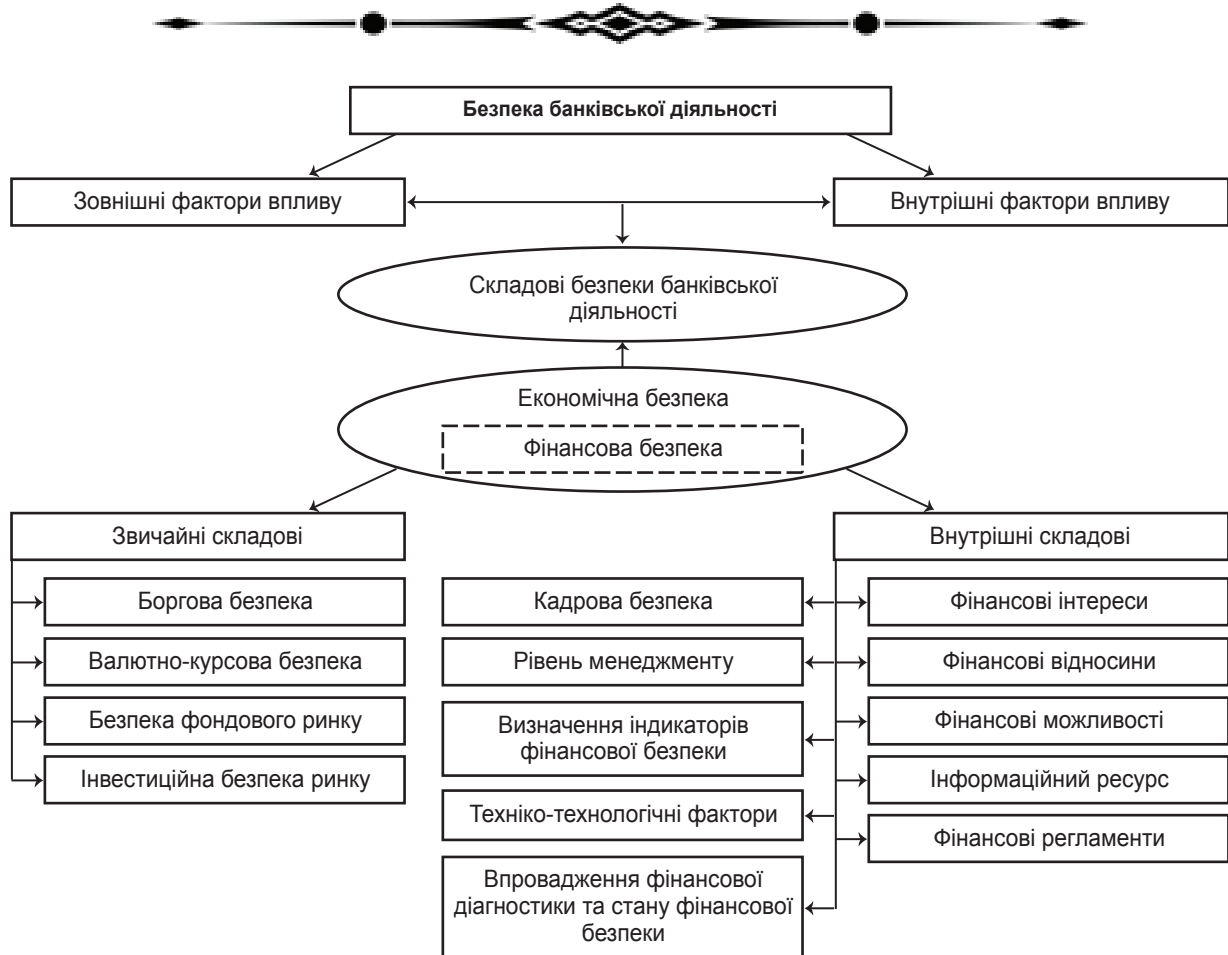 Безпека банківської діяльності
Зовнішні фактори впливу
Внутрішні фактори впливу
Складові безпеки банківської
діяльності
Економічна безпека
Фінансова безпека
Звичайні складові
Внутрішні складові
Боргова безпека
Валютно-курсова безпека
Безпека фондового ринку
Інвестиційна безпека ринку
Кадрова безпека
Рівень менеджменту
Визначення індикаторів
фінансової безпеки
Техніко-технологічні фактори
Впровадження фінансової
діагностики та стану фінансової
безпеки
Фінансові інтереси
Фінансові відносини
Фінансові можливості
Інформаційний ресурс
Фінансові регламенти